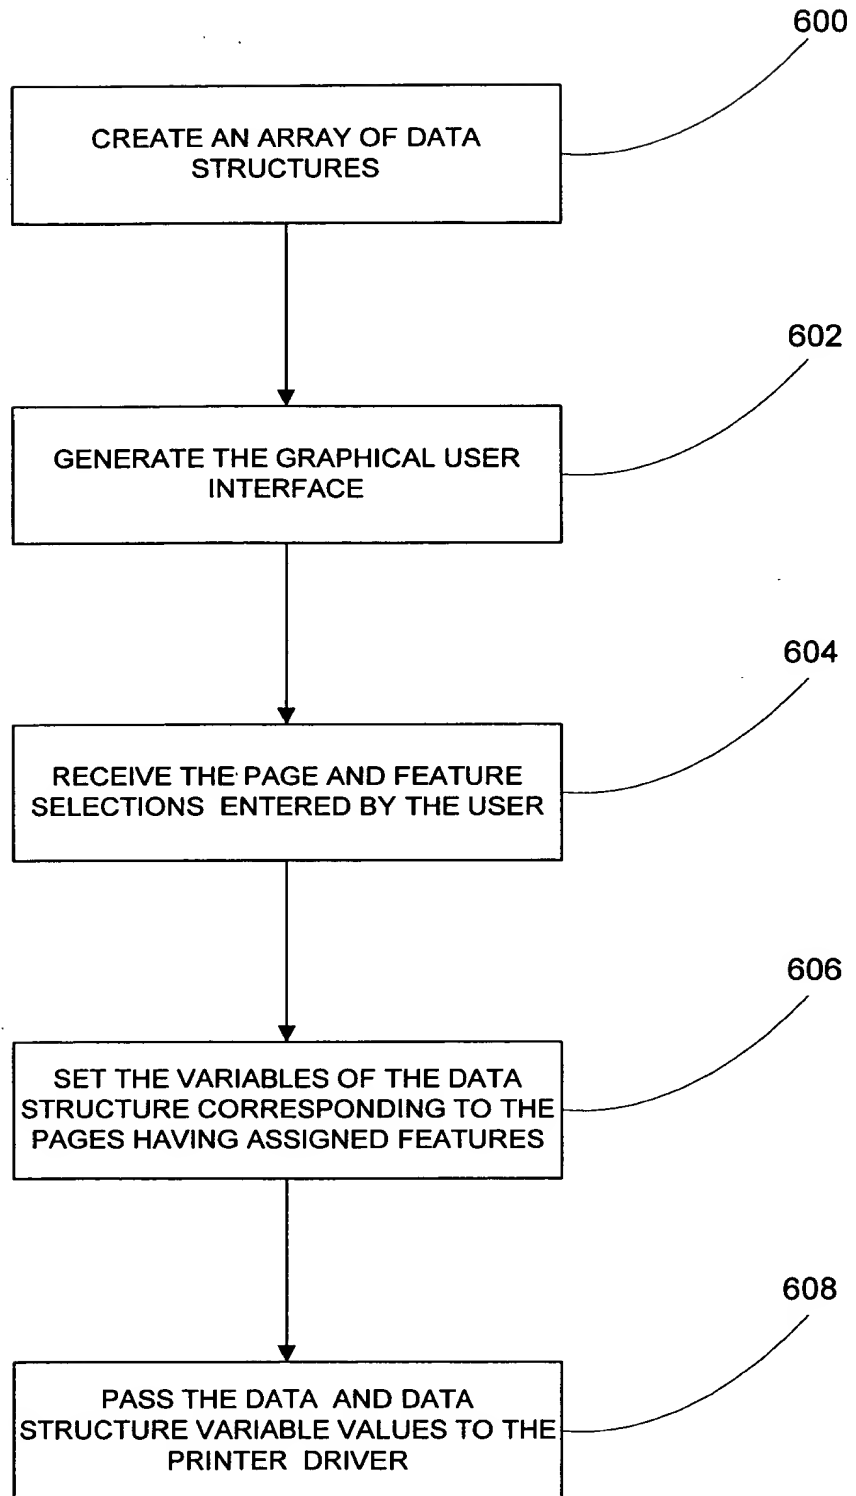 600
CREATE AN ARRAY OF DATA
STRUCTURES
602
GENERATE THE GRAPHICAL USER
INTERFACE
604
RECEIVE THE PAGE AND FEATURE
SELECTIONS ENTERED BY THE USER
606
SET THE VARIABLES OF THE DATA
STRUCTURE CORRESPONDING TO THE
PAGES HAVING ASSIGNED FEATURES
608
PASS THE DATA AND DATA
STRUCTURE VARIABLE VALUES TO THE
PRINTER DRIVER